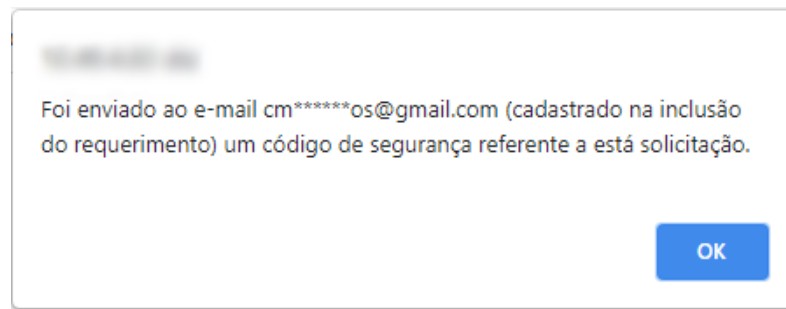 Foi enviado ao e-mail cm******os@gmail.com (cadastrado na inclusão
do requerimento) um código de segurança referente a está solicitação.
OK